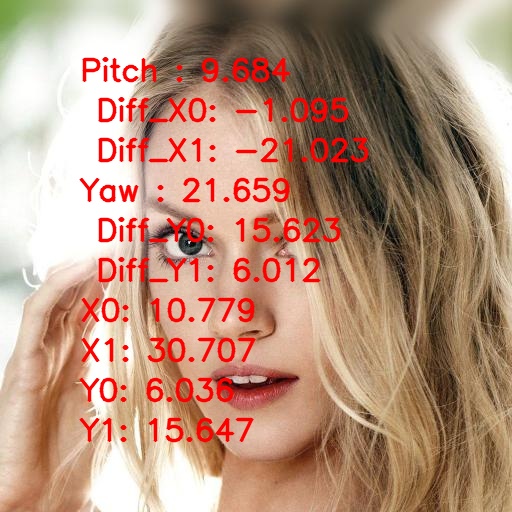 Pitch : 9.684
Diff_X0: -1.095
Diff_X1: -21.023
Yaw : 21.659
Diff_Y0: 15.623
Diff_Y1: 6.012
X0: 10.779
X1: 30.707
Y0: 6.036
Y1: 15.647